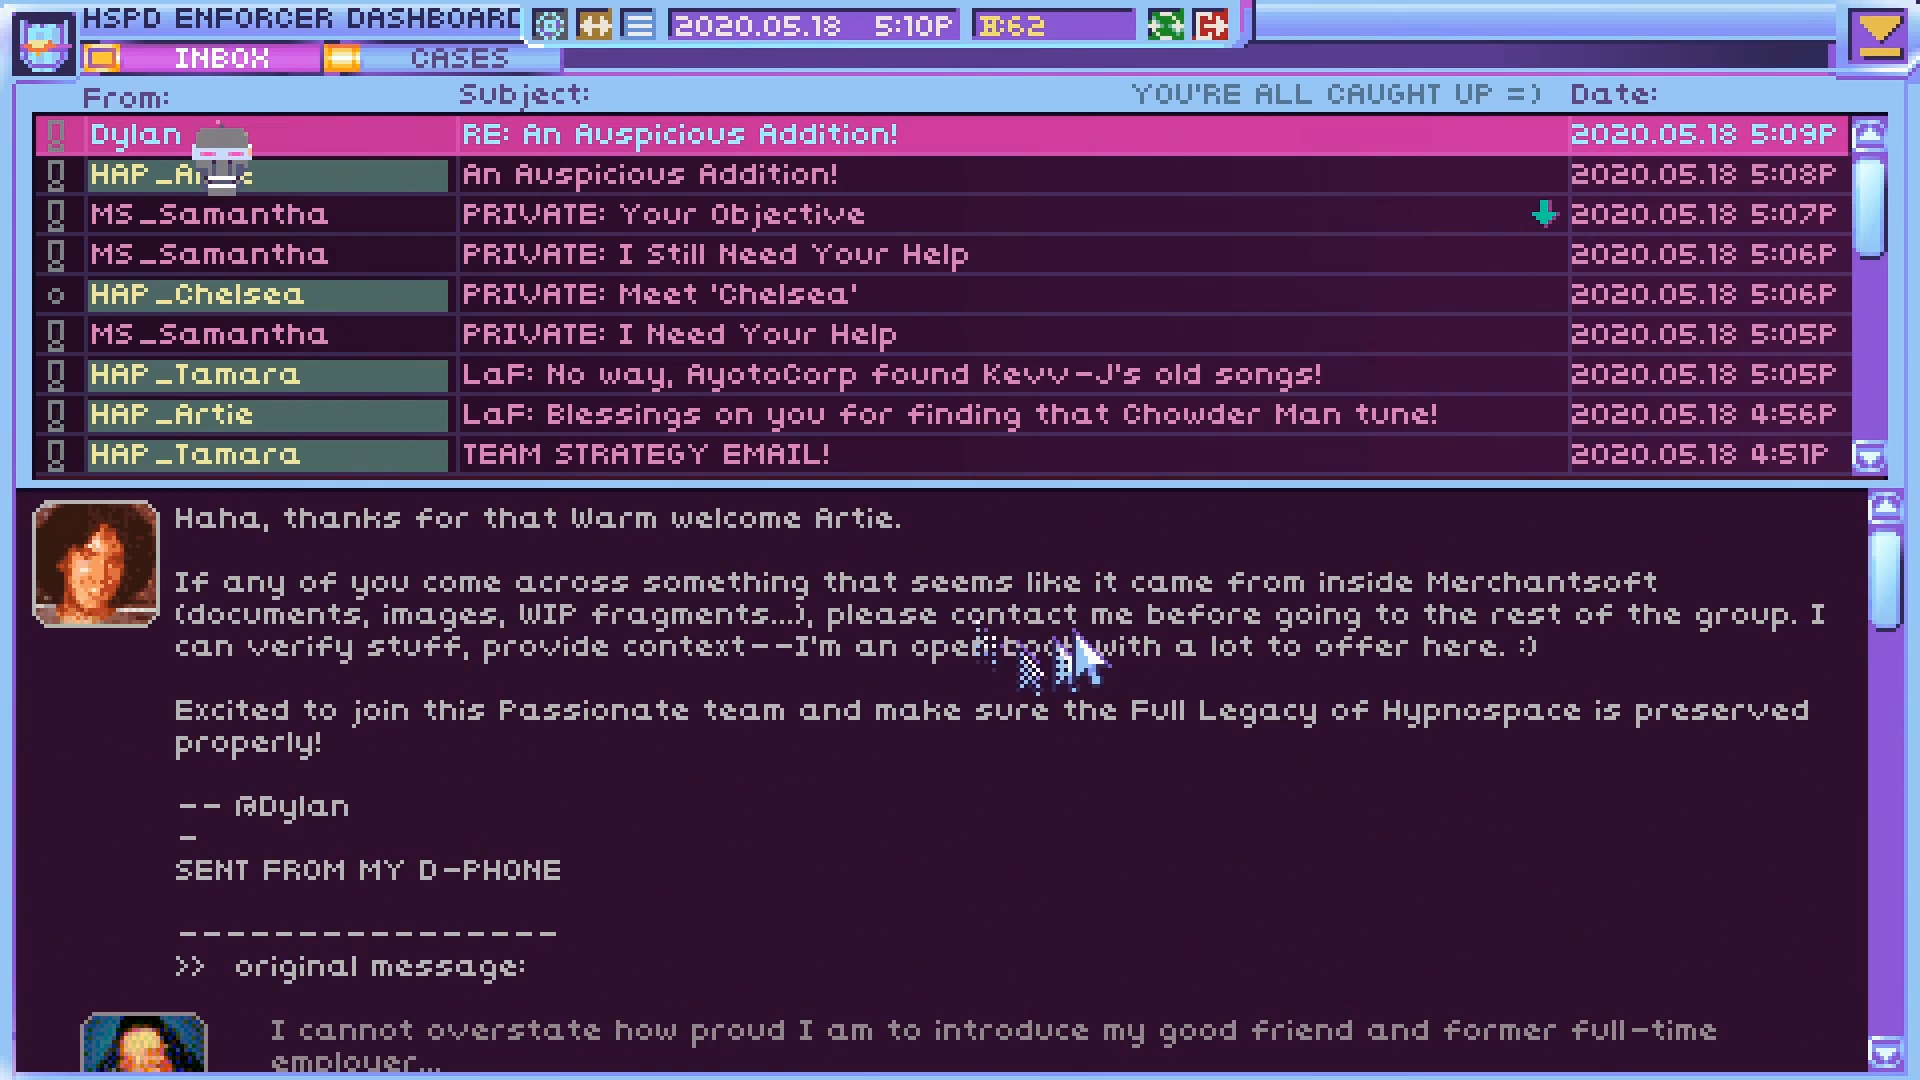 HSPD ENFORCER DASHBOARD
2020.05.18 5:10P
:62
INBOX
CASES
From:
Subject:
YOU'RE ALL CAUGHT UP =)
Date:
Dylan
RE: An Auspicious Addition!
2020.05.18 5:09P
An Auspicious Addition!
2020.05.18 5:08P
MS_Samantha
PRIVATE: Your Objective
2020.05.18 5:07P
MS_Samantha
PRIVATE: I Still Need Your Help
2020.05.18 5:06P
HAP_Chelsea
PRIVATE: Meet 'Chelsea'
2020.05.18 5:06P
MS_Samantha
PRIVATE: I Need Your Help
2020.05.18 5:05P
HAP_Tamara
LaF: No way, AyotoCorp found Kevv-J's old songs!
2020.05.18 5:05P
HAP_Artie
LaF: Blessings on you for finding that Chowder Man tune!
2020.05.18 4:56P
HAP_Tamara
TEAM STRATEGY EMAIL!
2020.05.18 4:51P
Haha, thanks for that Warm welcome Artie.
If any of you come across something that seems like it came from inside Merchantsoft
(documents, images, WIP fragments...), please contact me before going to the rest of the group. I
can verify stuff, provide context--I'm an open with a lot to offer here. :)
Excited to join this Passionate team and make sure the Full Legacy of Hypnospace is preserved
properly!
-- @Dylan
-
SENT FROM MY D-PHONE
----------------
>> original message:
I cannot overstate how proud I am to introduce my good friend and former full-time
employer...